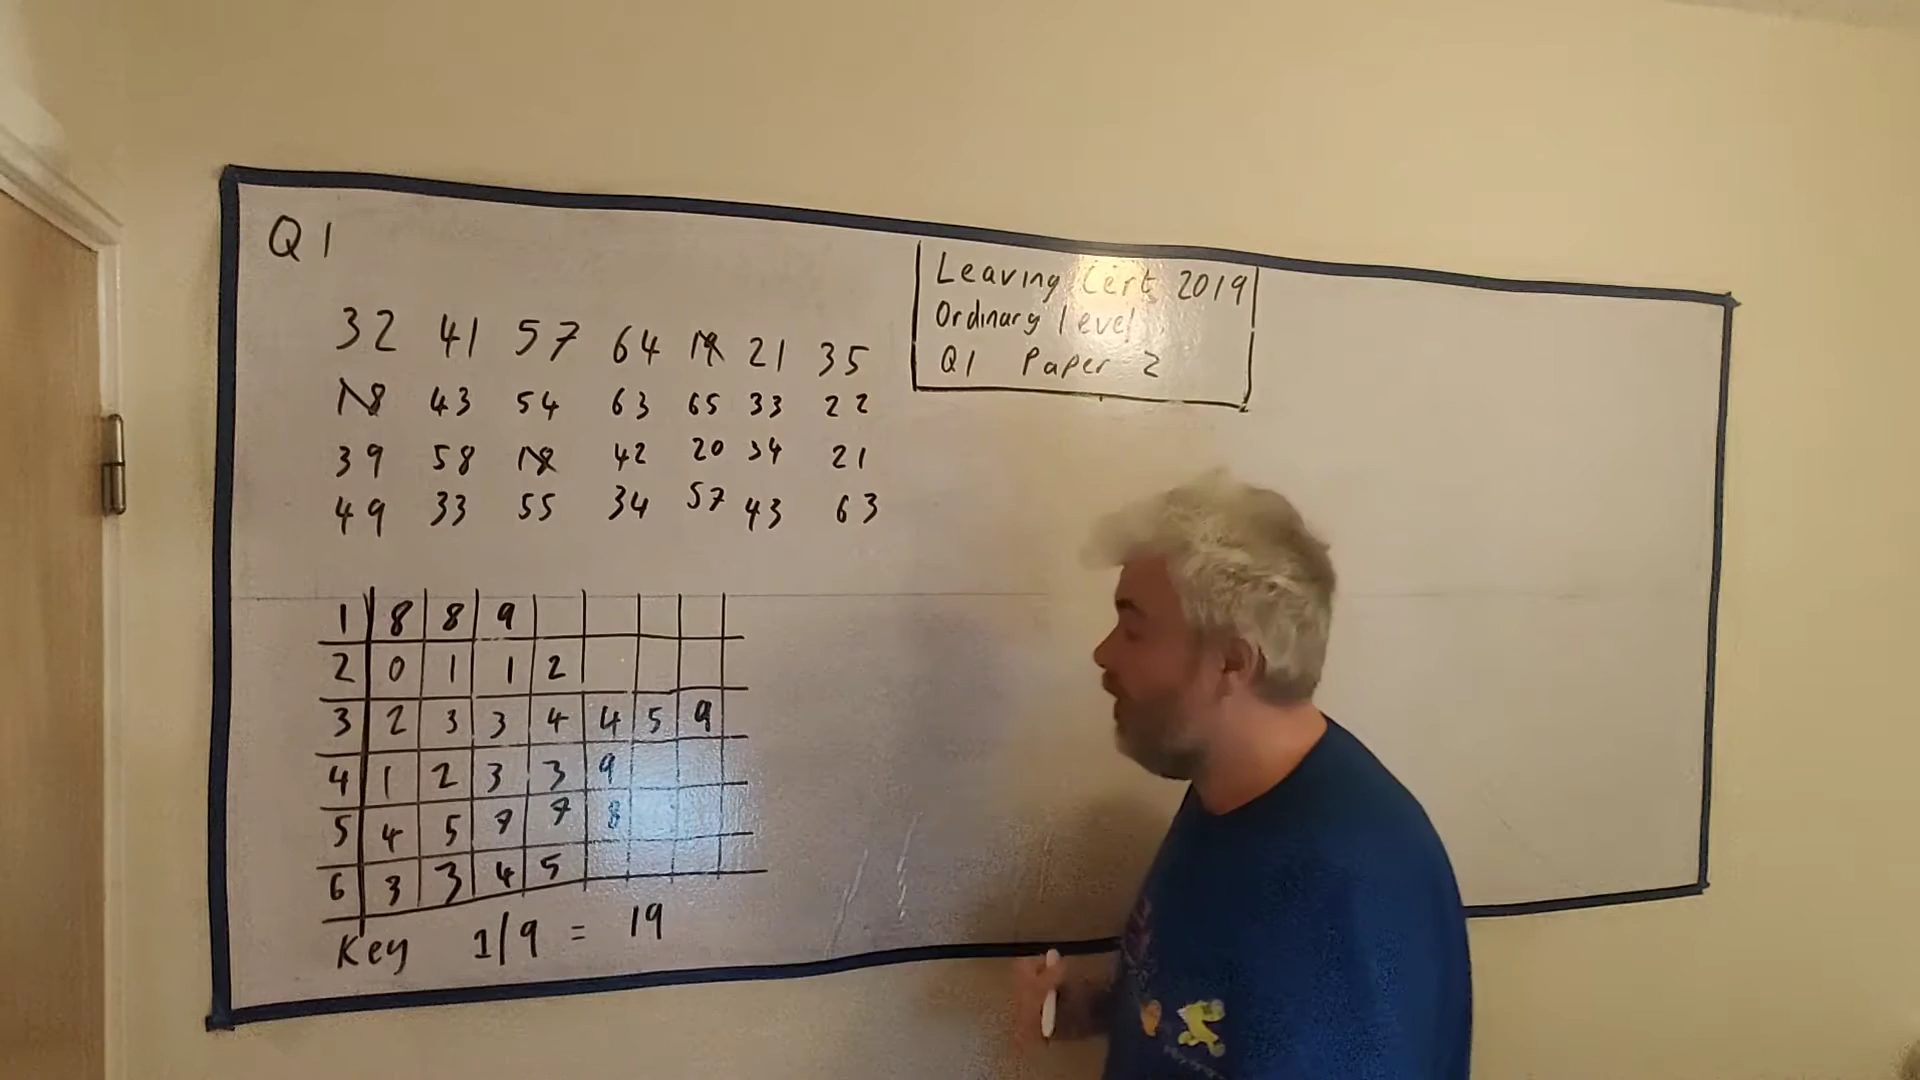 Q1
Leaving Cert 2019
Ordinary level
Q1 Paper 2
32 41 57 64 19 21 35
18 43 54 63 65 33 22
39 58 18 42 20 34 21
49 33 55 34 57 43 63
1 8 8 9
2 0 1 1 2
3 2 3 3 4 4 5 9
4 1 2 3 3 9
5 4 5 7 7 8
6 3 3 4 5
Key 1/9 = 19